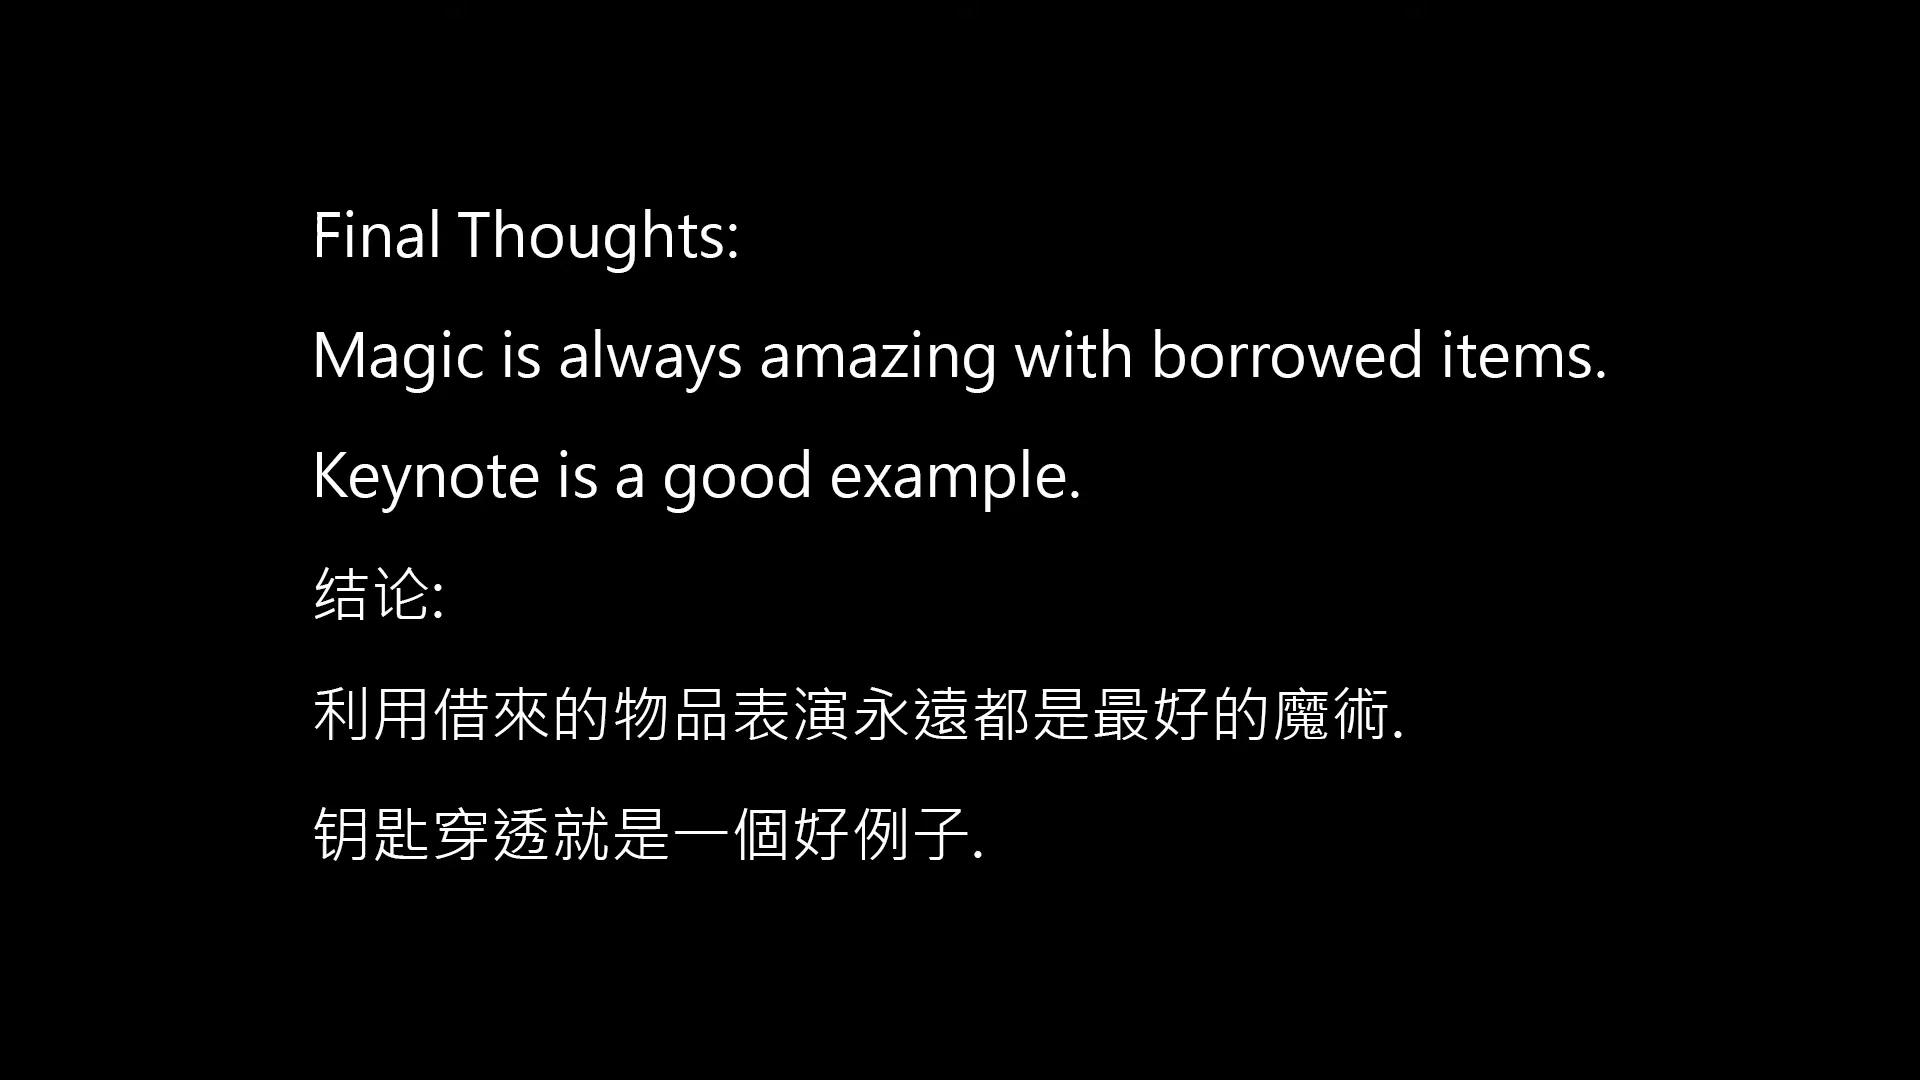 Final Thoughts:
Magic is always amazing with borrowed items.
Keynote is a good example.
结论:
利用借來的物品表演永遠都是最好的魔術.
钥匙穿透就是一個好例子.